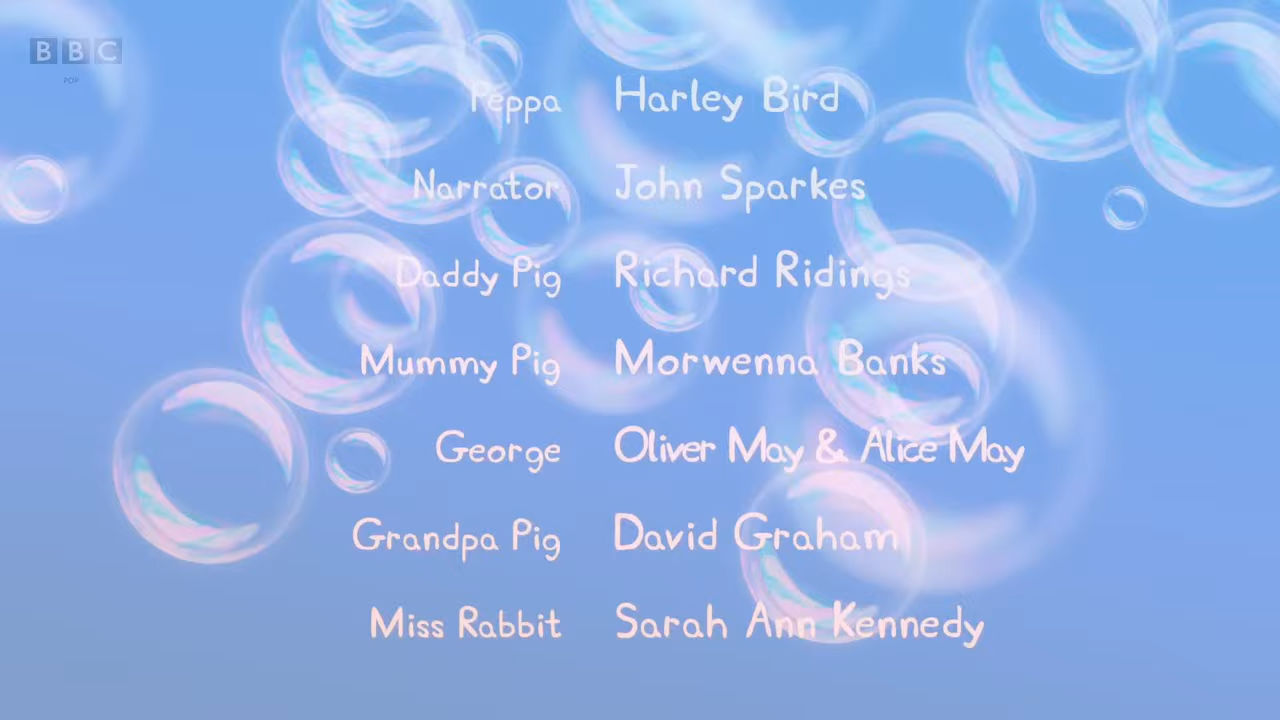 BBC
POP
Peppa Harley Bird
Narrator John Sparkes
Daddy Pig Richard Ridings
Mummy Pig Morwenna Banks
George Oliver May & Alice May
Grandpa Pig David Graham
Miss Rabbit Sarah Ann Kennedy